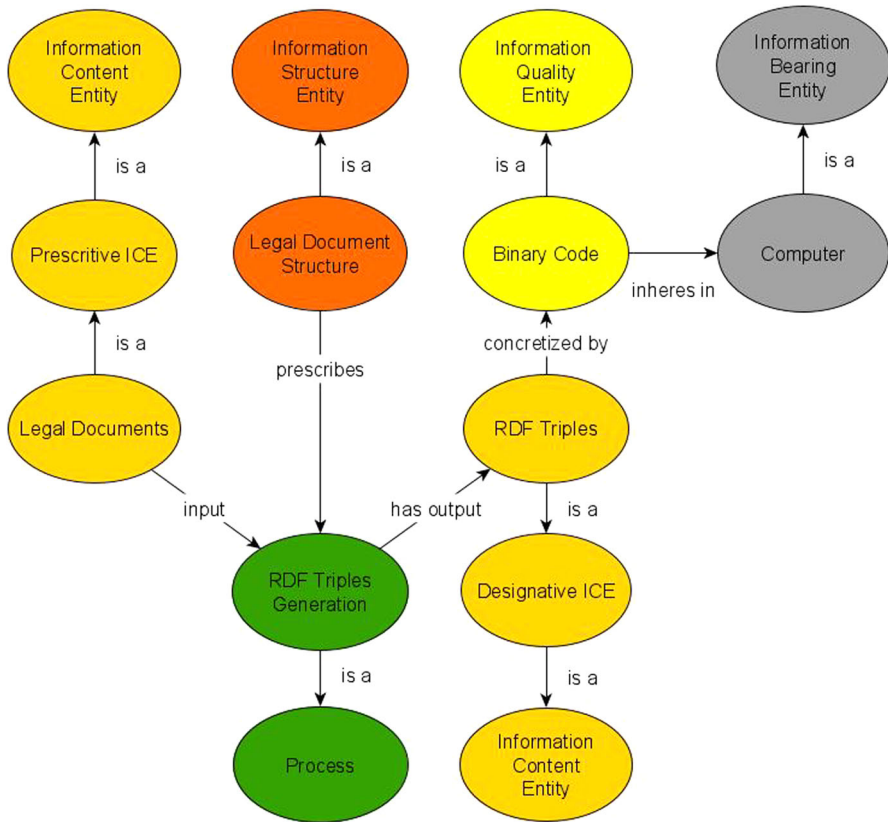 Information
Content
Entity
Information
Structure
Entity
Information
Quality
Entity
Information
Bearing
Entity
is a
is a
is a
is a
Prescritive ICE
Legal Document
Structure
Binary Code
Computer
inheres in
is a
prescribes
concretized by
Legal Documents
RDF Triples
input
has output
is a
RDF Triples
Generation
Designative ICE
is a
is a
Process
Information
Content
Entity